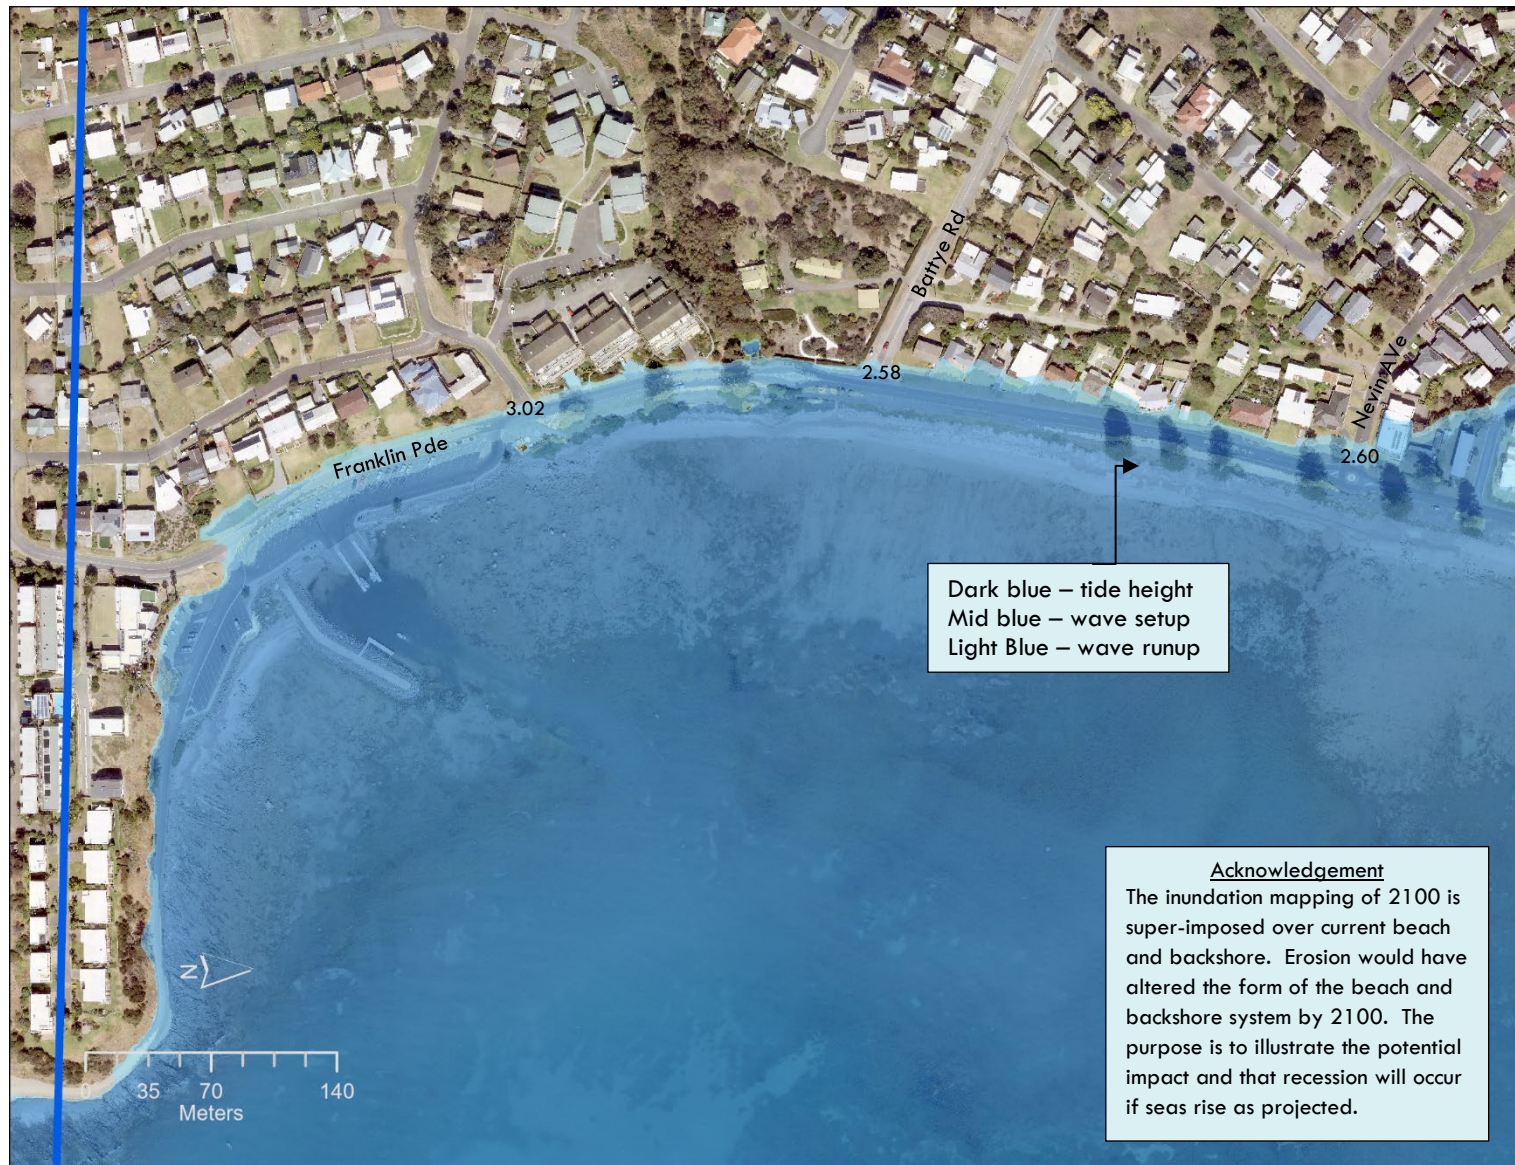 Battye Rd
2.58
3.02
Franklin Pde
Nevin AVe
2.60
Dark blue – tide height
Mid blue – wave setup
Light Blue – wave runup
Acknowledgement
The inundation mapping of 2100 is
super-imposed over current beach
and backshore. Erosion would have
altered the form of the beach and
backshore system by 2100. The
purpose is to illustrate the potential
impact and that recession will occur
if seas rise as projected.
N
0 35 70 140
Meters